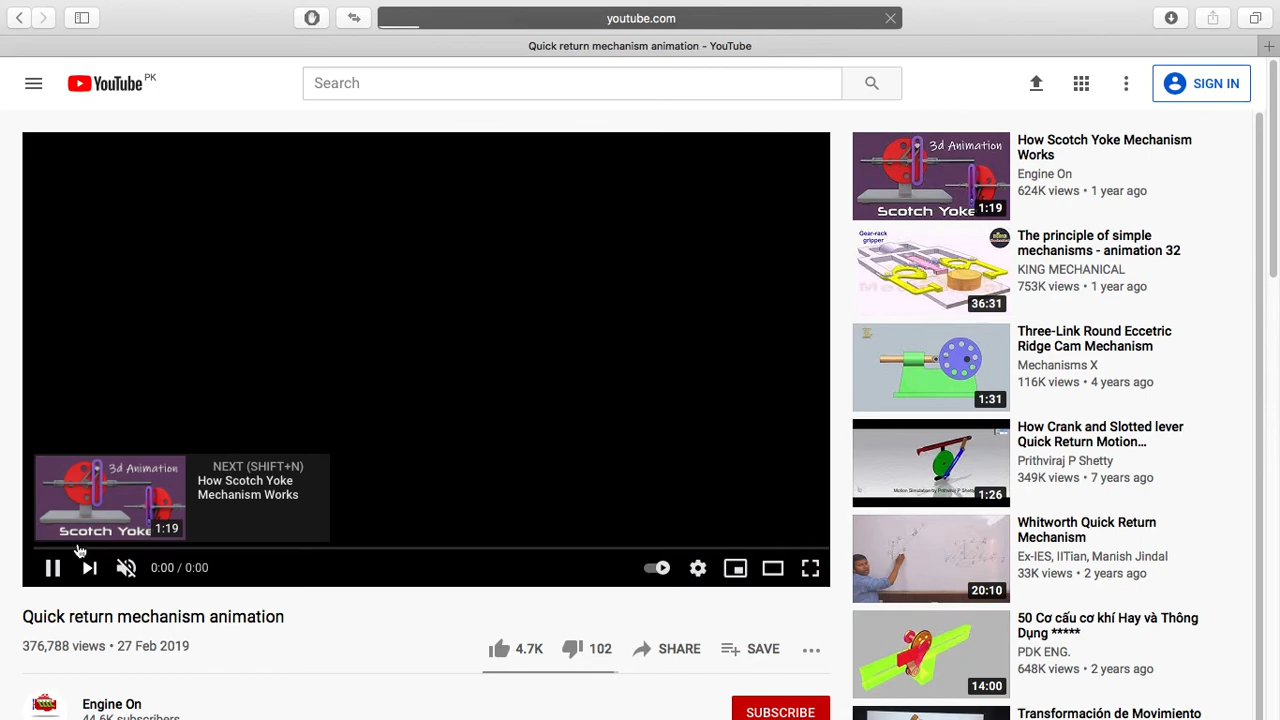 youtube.com
Quick return mechanism animation - YouTube
YouTube PK
Search
SIGN IN
3d Animation
Scotch Yoke
1:19
NEXT (SHIFT+N)
How Scotch Yoke
Mechanism Works
0:00 / 0:00
Quick return mechanism animation
376,788 views • 27 Feb 2019
4.7K
102
SHARE
SAVE
Engine On
44.6K subscribers
SUBSCRIBE
3d Animation
Scotch Yoke
1:19
How Scotch Yoke Mechanism
Works
Engine On
624K views • 1 year ago
Gear-rack
gripper
36:31
The principle of simple
mechanisms - animation 32
KING MECHANICAL
753K views • 1 year ago
1:31
Three-Link Round Eccetric
Ridge Cam Mechanism
Mechanisms X
116K views • 4 years ago
Motion Simulation by Prithviraj P Shetty
1:26
How Crank and Slotted lever
Quick Return Motion...
Prithviraj P Shetty
349K views • 7 years ago
20:10
Whitworth Quick Return
Mechanism
Ex-IES, IITian, Manish Jindal
33K views • 2 years ago
14:00
50 Cơ cấu cơ khí Hay và Thông
Dụng *****
PDK ENG.
648K views • 2 years ago
Transformación de Movimiento